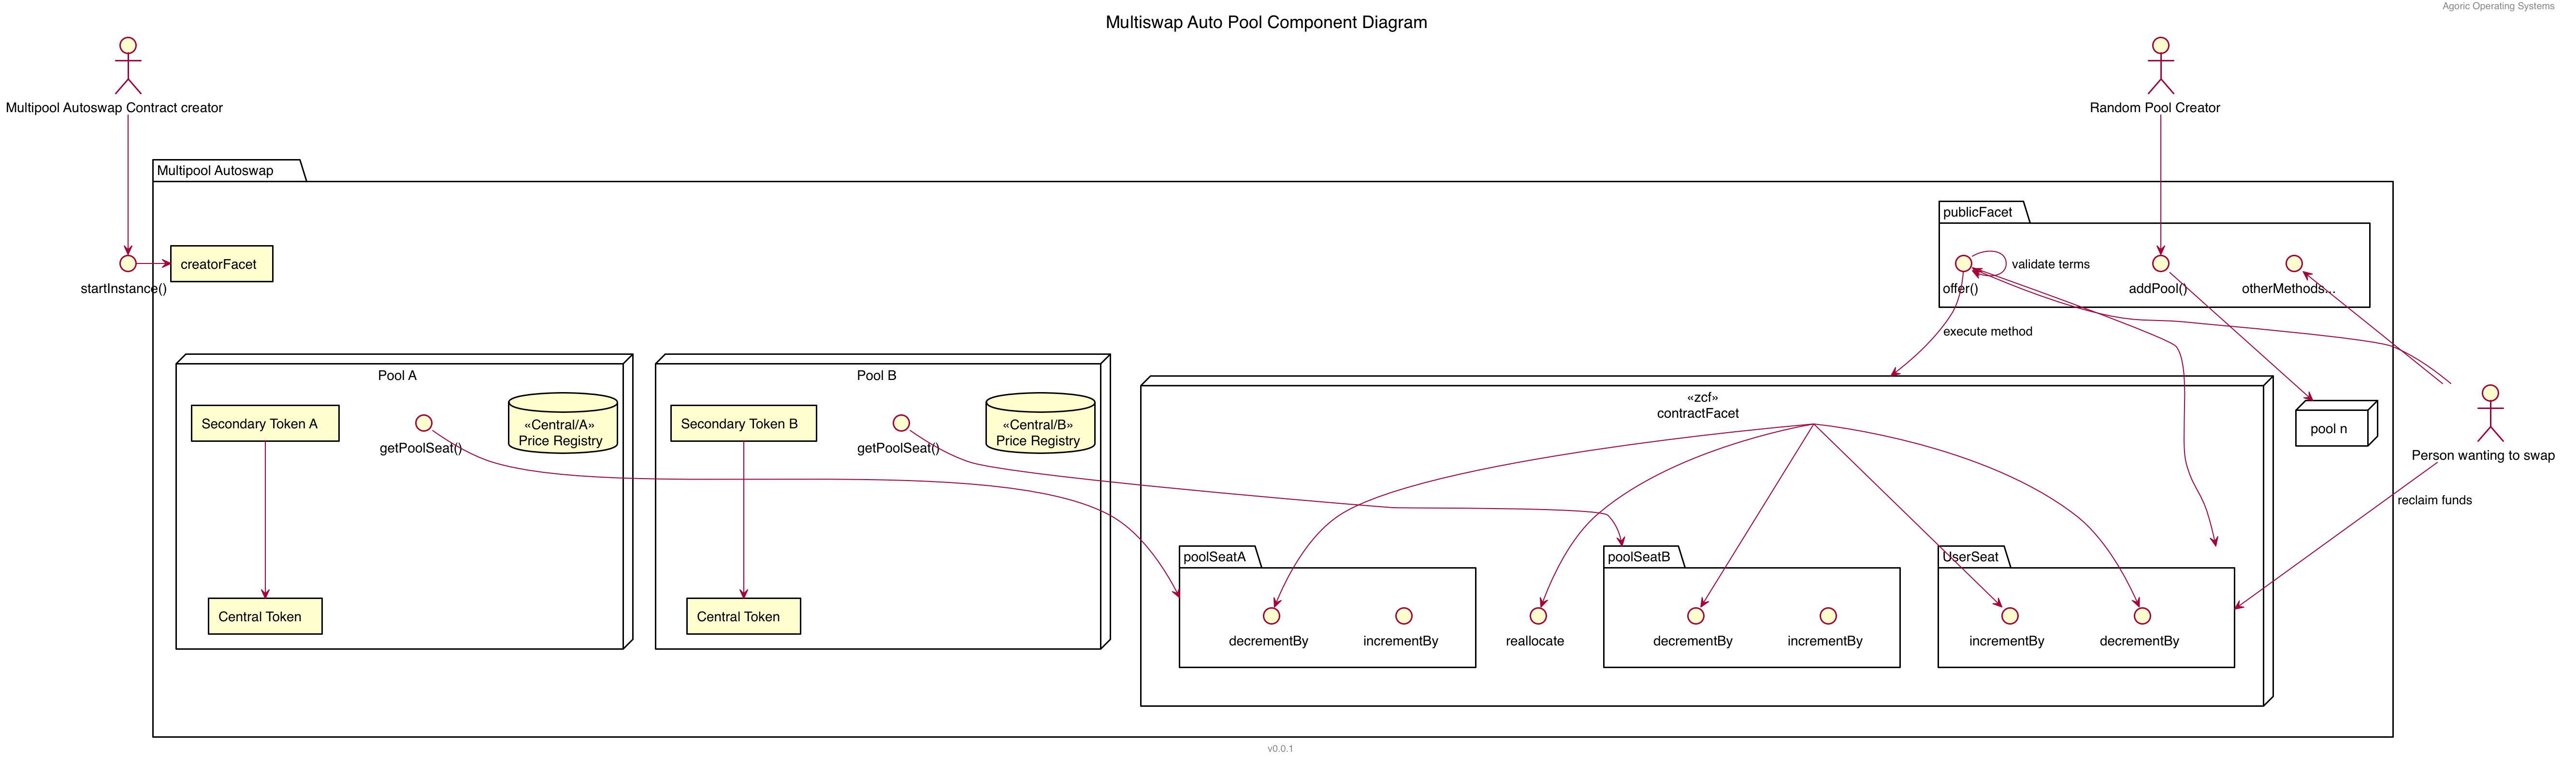 Agoric Operating Systems
Multiswap Auto Pool Component Diagram
Multipool Autoswap Contract creator
Random Pool Creator
Multipool Autoswap
publicFacet
creatorFacet
validate terms
startInstance()
offer()
addPool()
otherMethods...
execute method
Pool A
Pool B
Secondary Token A
getPoolSeat()
«Central/A»
Price Registry
Secondary Token B
getPoolSeat()
«Central/B»
Price Registry
«zcf»
contractFacet
pool n
Person wanting to swap
reclaim funds
poolSeatA
poolSeatB
UserSeat
Central Token
Central Token
decrementBy
incrementBy
reallocate
decrementBy
incrementBy
incrementBy
decrementBy
v0.0.1